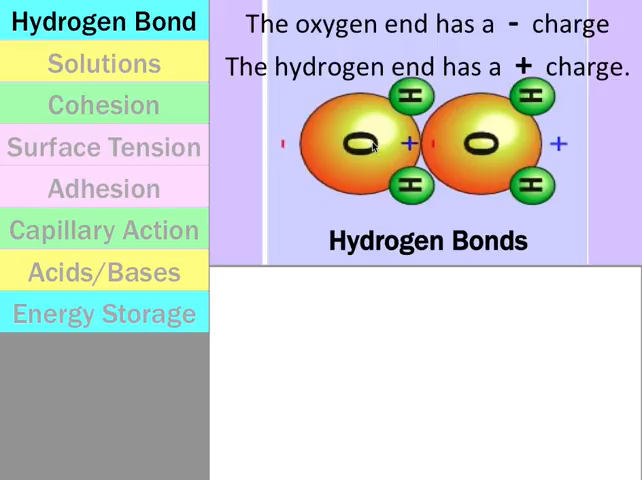 Hydrogen Bond
Solutions
Cohesion
Surface Tension
Adhesion
Capillary Action
Acids/Bases
Energy Storage
The oxygen end has a - charge
The hydrogen end has a + charge.
H H
- O + - O +
H H
Hydrogen Bonds